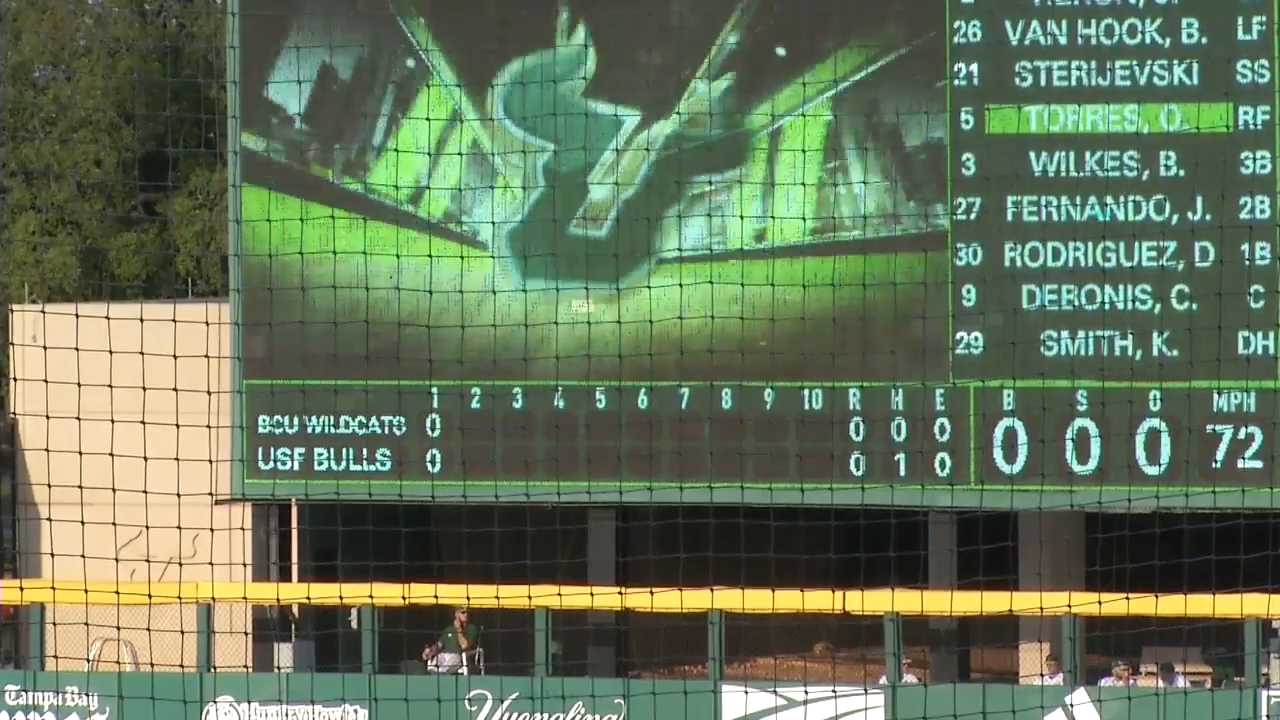 26 VAN HOOK, B. LF
21 STERIJEVSKI SS
5 TORRES, O. RF
3 WILKES, B. 3B
27 FERNANDO, J. 2B
30 RODRIGUEZ, D 1B
9 DEBONIS, C. C
29 SMITH, K. DH
1 2 3 4 5 6 7 8 9 10 R H E B S O MPH
BCU WILDCATS 0 0 0 0
USF BULLS 0 0 1 0
0 0 0 72
Tampa Bay
Yuengling